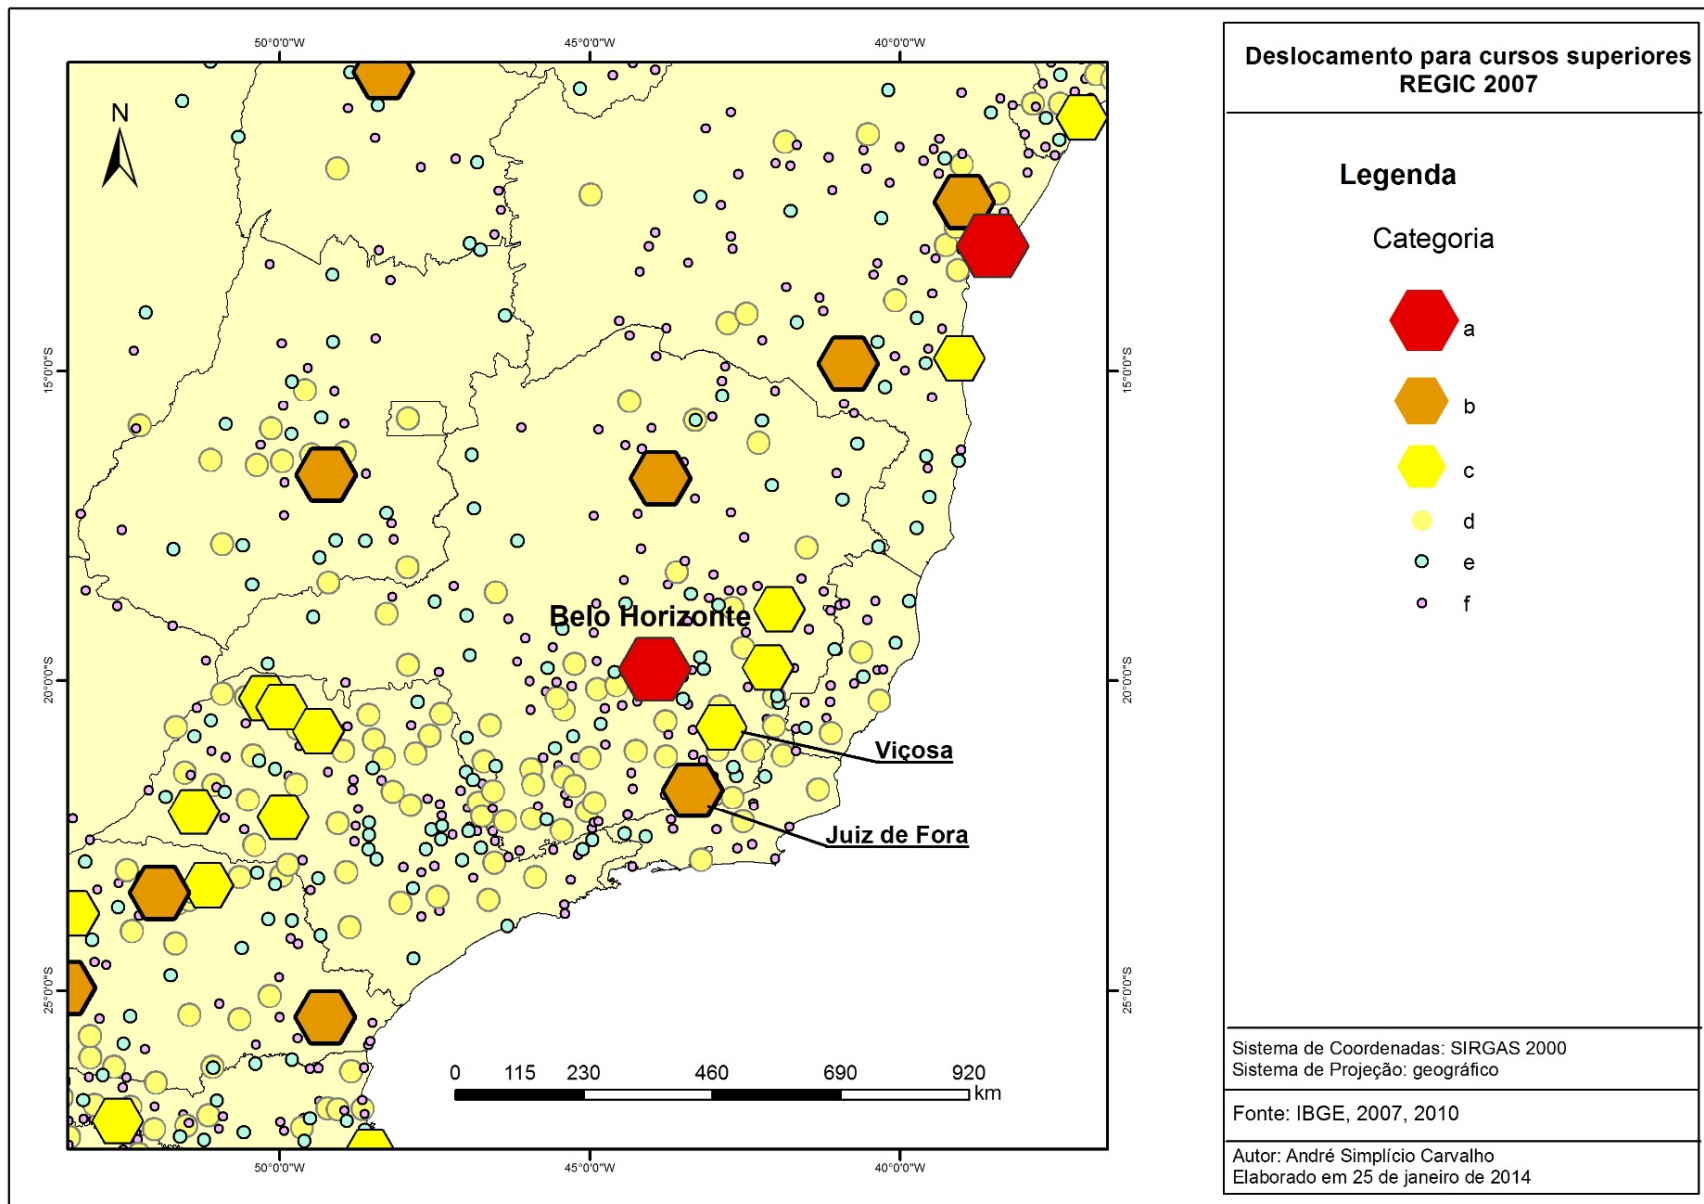 50°0'0"W
45°0'0"W
40°0'0"W
N
15°0'0"S
15°0'0"S
Belo Horizonte
20°0'0"S
20°0'0"S
Viçosa
Juiz de Fora
25°0'0"S
25°0'0"S
0 115 230 460 690 920
km
50°0'0"W
45°0'0"W
40°0'0"W
Deslocamento para cursos superiores
REGIC 2007
Legenda
Categoria
a
b
c
d
e
f
Sistema de Coordenadas: SIRGAS 2000
Sistema de Projeção: geográfico
Fonte: IBGE, 2007, 2010
Autor: André Simplício Carvalho
Elaborado em 25 de janeiro de 2014